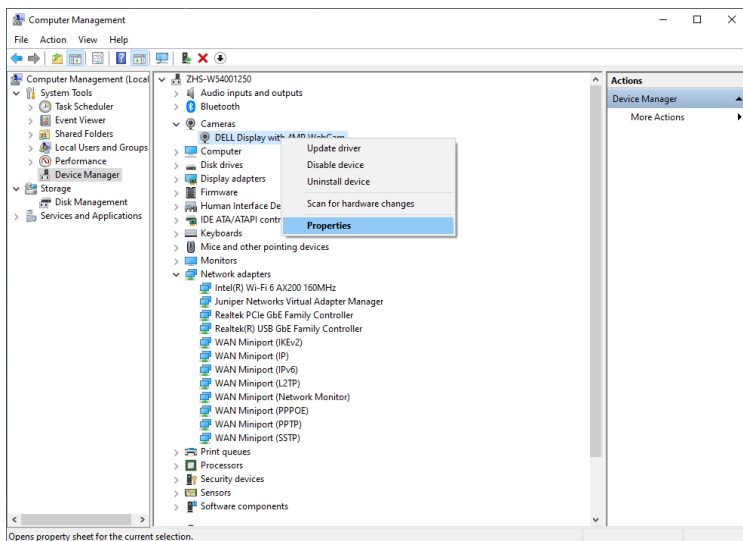 Computer Management
File Action View Help
Computer Management (Local
System Tools
Task Scheduler
Event Viewer
Shared Folders
Local Users and Groups
Performance
Device Manager
Storage
Disk Management
Services and Applications
ZHS-W54001250
Audio inputs and outputs
Bluetooth
Cameras
DELL Display with 4MP WebCam
Computer
Disk drives
Display adapters
Firmware
Human Interface De
IDE ATA/ATAPI contr
Keyboards
Mice and other pointing devices
Monitors
Network adapters
Intel(R) Wi-Fi 6 AX200 160MHz
Juniper Networks Virtual Adapter Manager
Realtek PCIe GbE Family Controller
Realtek(R) USB GbE Family Controller
WAN Miniport (IKEv2)
WAN Miniport (IP)
WAN Miniport (IPv6)
WAN Miniport (L2TP)
WAN Miniport (Network Monitor)
WAN Miniport (PPPOE)
WAN Miniport (PPTP)
WAN Miniport (SSTP)
Print queues
Processors
Security devices
Sensors
Software components
Update driver
Disable device
Uninstall device
Scan for hardware changes
Properties
Actions
Device Manager
More Actions
Opens property sheet for the current selection.